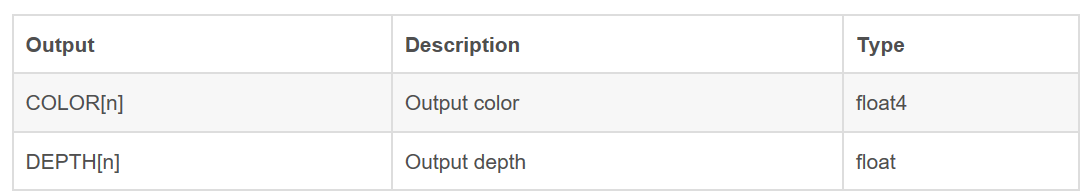 Output Description Type
COLOR[n] Output color float4
DEPTH[n] Output depth float